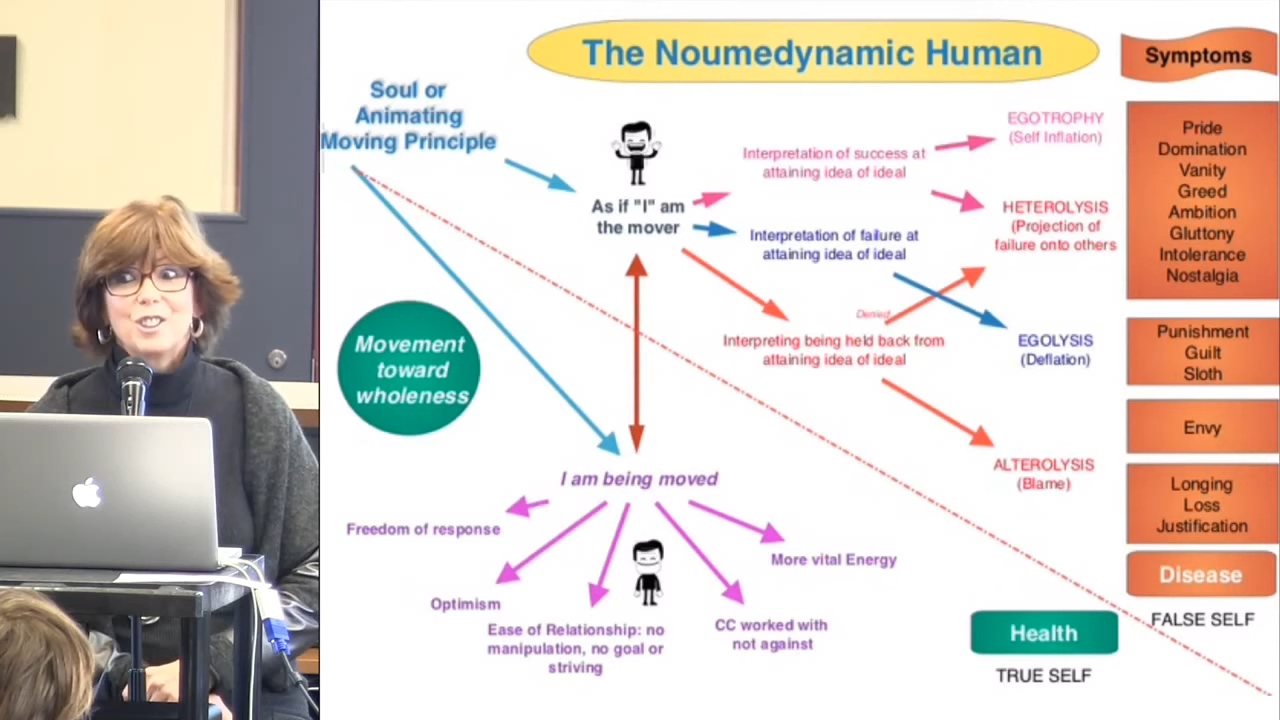 The Noumedynamic Human
Symptoms
Soul or
Animating
Moving Principle
As if "I" am
the mover
Interpretation of success at
attaining idea of ideal
Interpretation of failure at
attaining idea of ideal
Denied
Interpreting being held back from
attaining idea of ideal
EGOTROPHY
(Self Inflation)
HETEROLYSIS
(Projection of
failure onto others
EGOLYSIS
(Deflation)
ALTEROLYSIS
(Blame)
Pride
Domination
Vanity
Greed
Ambition
Gluttony
Intolerance
Nostalgia
Punishment
Guilt
Sloth
Envy
Longing
Loss
Justification
Disease
FALSE SELF
Movement
toward
wholeness
I am being moved
Freedom of response
Optimism
Ease of Relationship: no
manipulation, no goal or
striving
CC worked with
not against
More vital Energy
Health
TRUE SELF